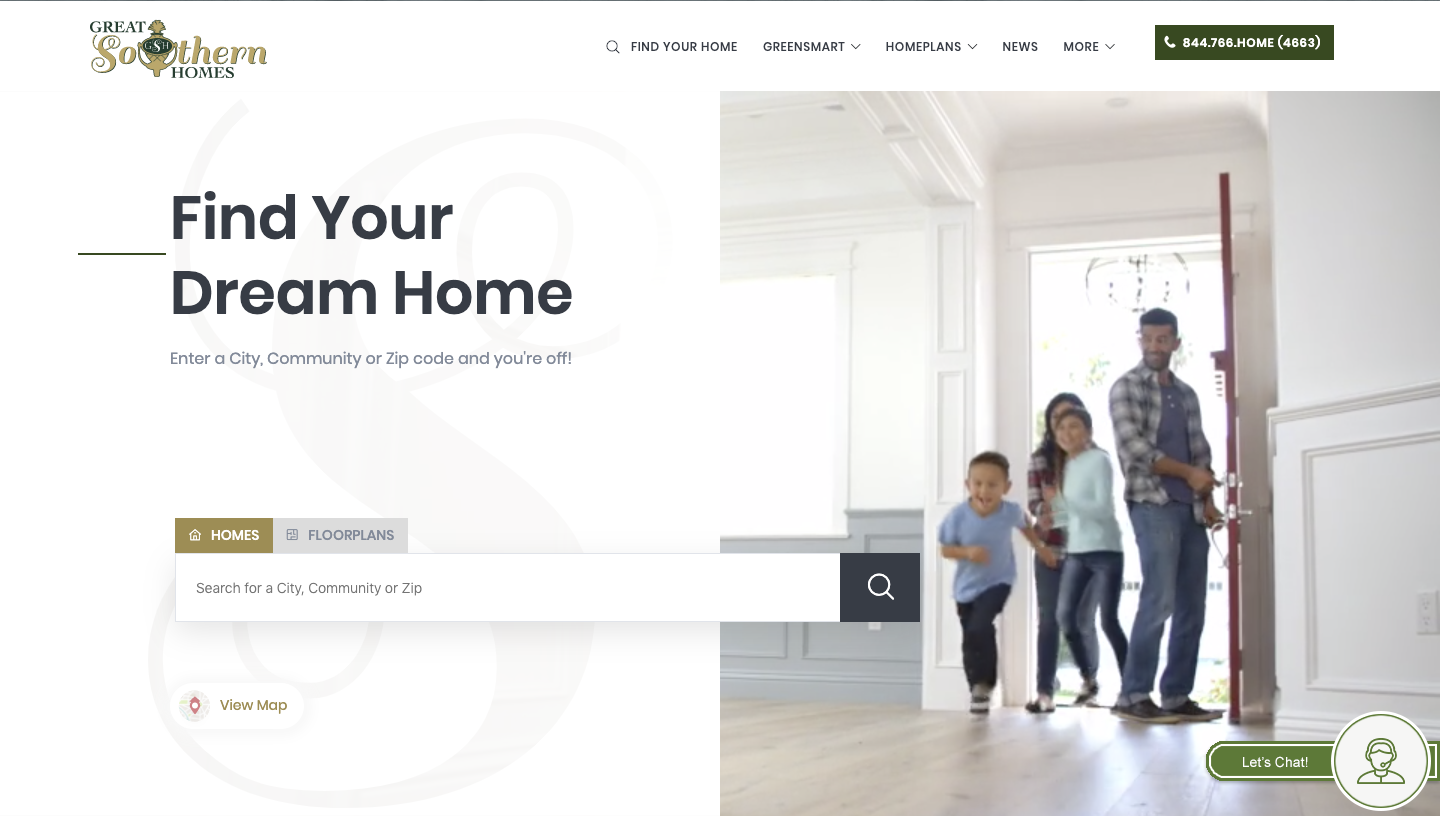 GREAT
Southern
GSH
HOMES
FIND YOUR HOME
GREENSMART
HOMEPLANS
NEWS
MORE
844.766.HOME (4663)
Find Your
Dream Home
Enter a City, Community or Zip code and you're off!
HOMES
FLOORPLANS
Search for a City, Community or Zip
View Map
Let's Chat!